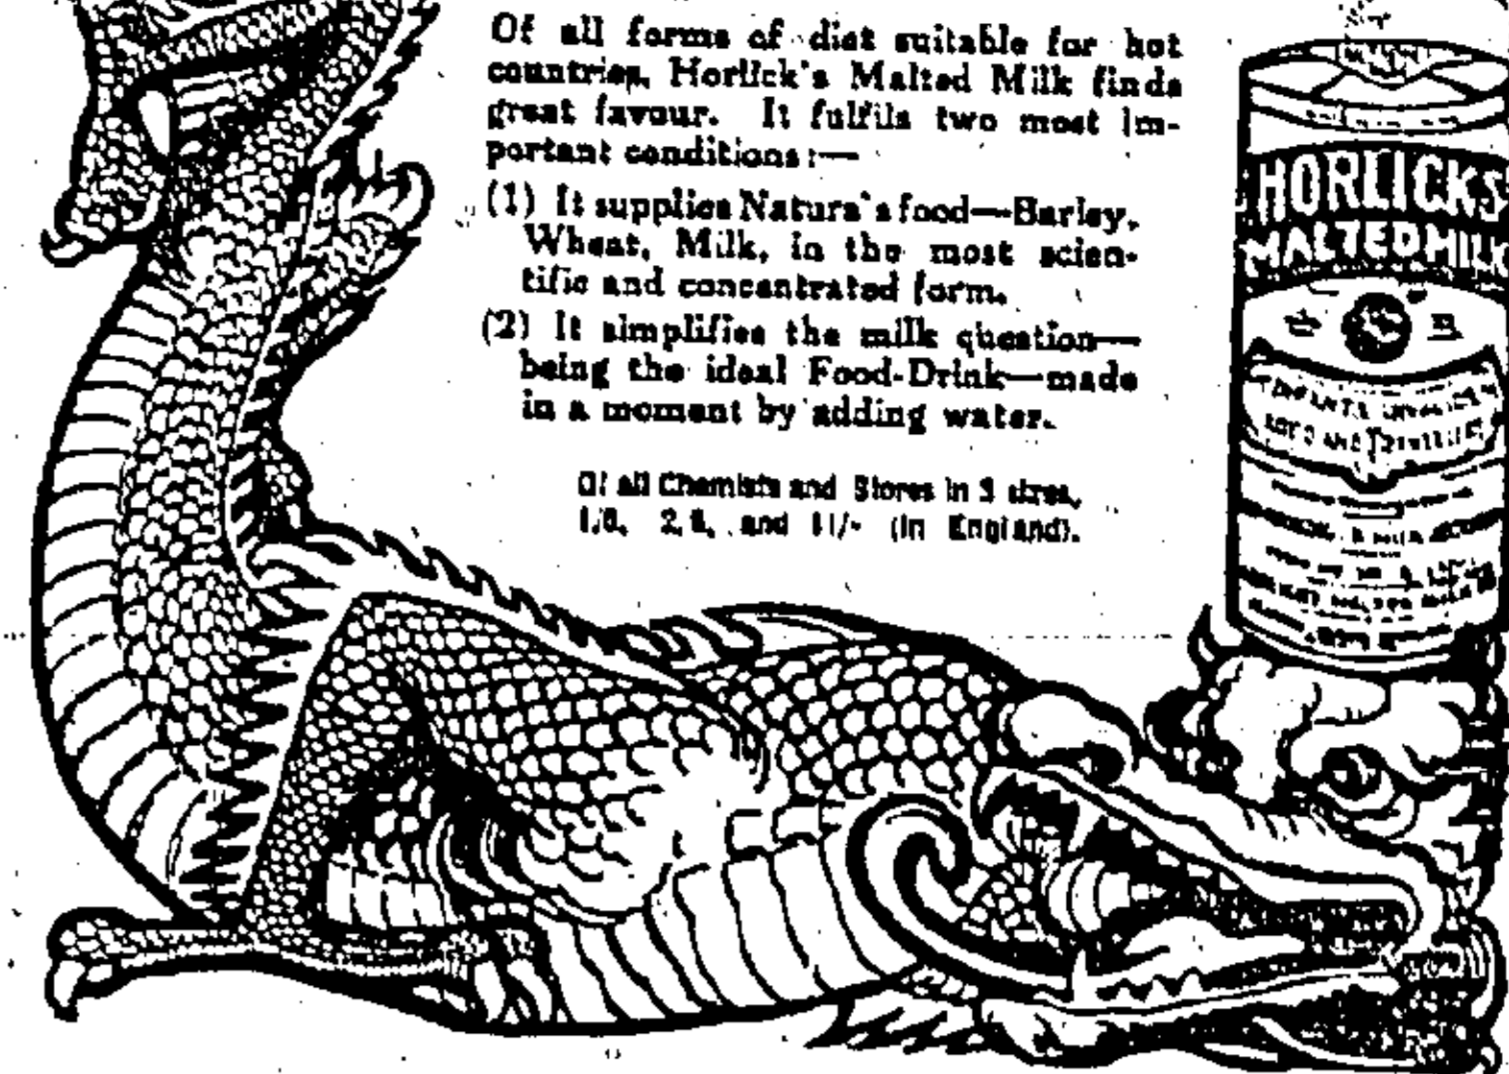 Of all forms of diet suitable for hot
countries, Horlick's Malted Milk finds
great favour. It fulfils two most im-
portant conditions:—
(1) It supplies Nature's food—Barley,
Wheat, Milk, in the most scien-
tific and concentrated form.
(2) It simplifies the milk question—
being the ideal Food-Drink—made
in a moment by adding water.
Of all Chemists and Stores in 3 sizes,
and 11/- (in England).
HORLICKS
MALTED MILK
INFANTS INVALIDS